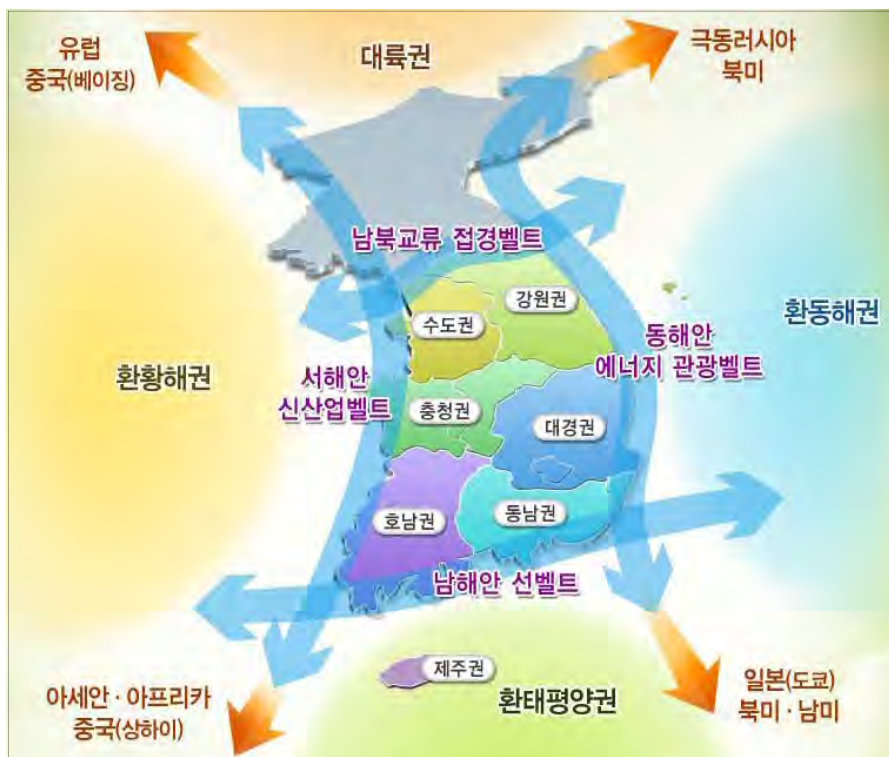 유럽
중국(베이징)
대륙권
극동러시아
북미
남북교류 접경벨트
강원권
수도권
환동해권
동해안
에너지 관광벨트
환황해권
서해안
신산업벨트
충청권
대경권
호남권
동남권
남해안 선벨트
제주권
아세안 · 아프리카
중국(상하이)
환태평양권
일본(도쿄)
북미 · 남미